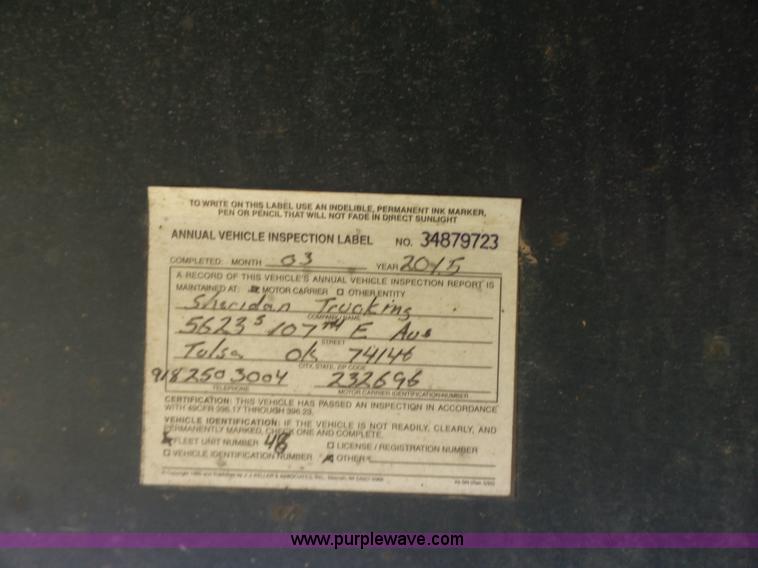 TO WRITE ON THIS LABEL USE AN INDELIBLE, PERMANENT INK MARKER,
PEN OR PENCIL THAT WILL NOT FADE IN DIRECT SUNLIGHT
ANNUAL VEHICLE INSPECTION LABEL NO. 34879723
COMPLETED: MONTH 03 YEAR 2015
A RECORD OF THIS VEHICLE'S ANNUAL VEHICLE INSPECTION REPORT IS
MAINTAINED AT: MOTOR CARRIER OTHER ENTITY
Sheridan Trucking
COMPANY NAME
5623 S 107TH E Ave
STREET
Tulsa OK 74146
CITY, STATE, ZIP CODE
918 250 3004 232696
TELEPHONE MOTOR CARRIER IDENTIFICATION NUMBER
CERTIFICATION: THIS VEHICLE HAS PASSED AN INSPECTION IN ACCORDANCE
WITH 49CFR 396.17 THROUGH 396.23.
VEHICLE IDENTIFICATION: IF THE VEHICLE IS NOT READILY, CLEARLY, AND
PERMANENTLY MARKED, CHECK ONE AND COMPLETE.
FLEET UNIT NUMBER 48 LICENSE / REGISTRATION NUMBER
VEHICLE IDENTIFICATION NUMBER OTHER
www.purplewave.com